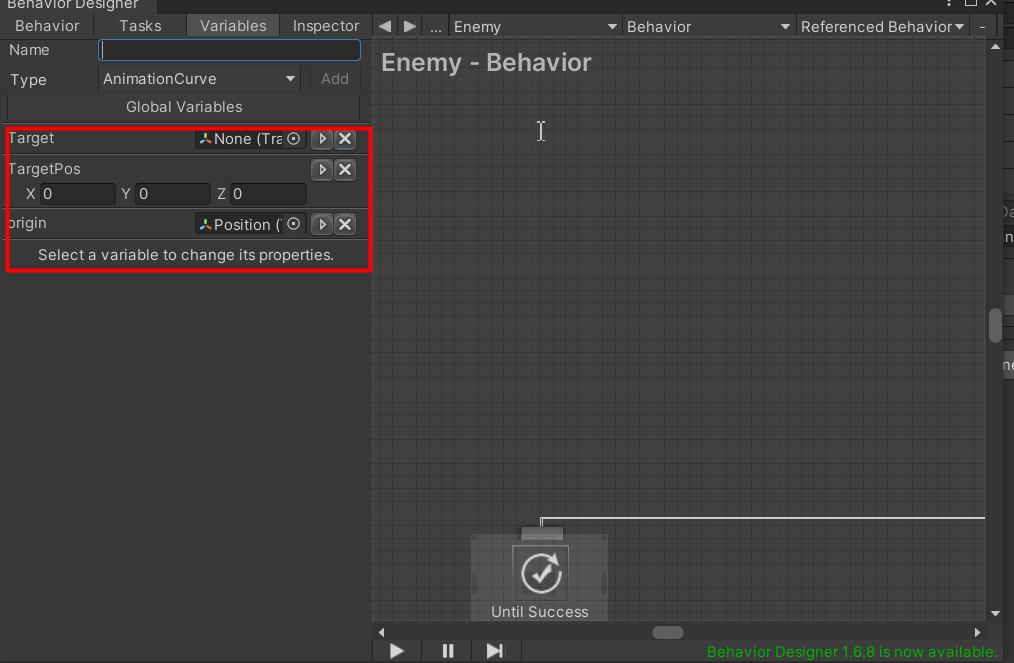 Behavior Designer
Behavior Tasks Variables Inspector ... Enemy Behavior Referenced Behavior -
Name
Type AnimationCurve Add
Global Variables
Enemy - Behavior
Target None (Tra
TargetPos
X 0 Y 0 Z 0
origin Position (
Select a variable to change its properties.
Until Success
Behavior Designer 1.6.8 is now available.